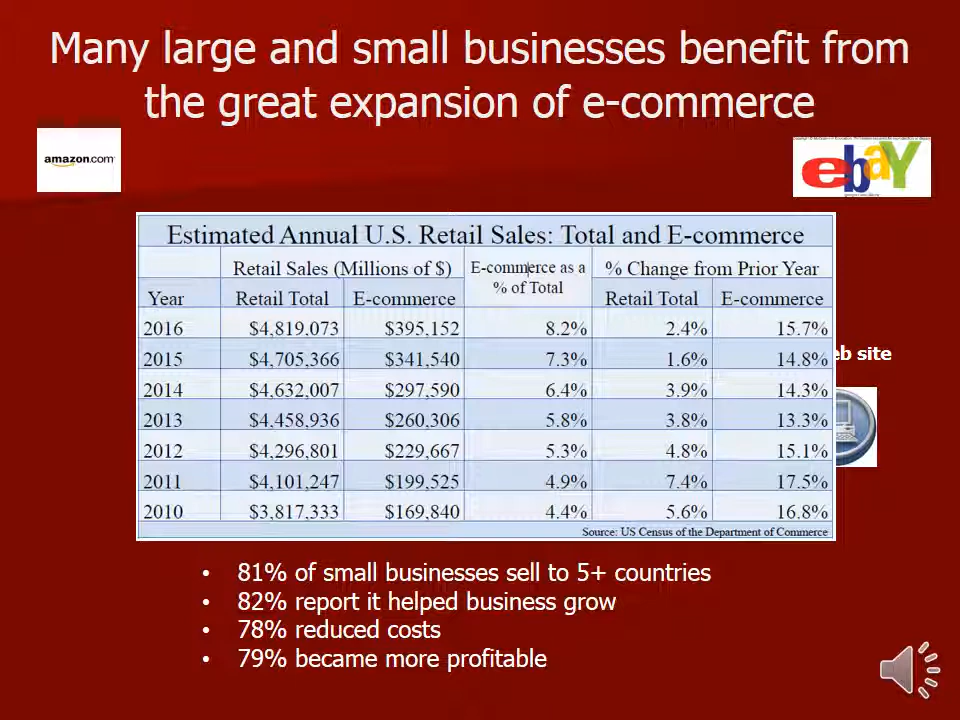 Many large and small businesses benefit from
the great expansion of e-commerce
amazon.com
ebay
Estimated Annual U.S. Retail Sales: Total and E-commerce
Retail Sales (Millions of $) E-commerce as a % of Total % Change from Prior Year
Year Retail Total E-commerce Retail Total E-commerce
2016 $4,819,073 $395,152 8.2% 2.4% 15.7%
2015 $4,705,366 $341,540 7.3% 1.6% 14.8%
site
2014 $4,632,007 $297,590 6.4% 3.9% 14.3%
2013 $4,458,936 $260,306 5.8% 3.8% 13.3%
2012 $4,296,801 $229,667 5.3% 4.8% 15.1%
2011 $4,101,247 $199,525 4.9% 7.4% 17.5%
2010 $3,817,333 $169,840 4.4% 5.6% 16.8%
Source: US Census of the Department of Commerce
• 81% of small businesses sell to 5+ countries
• 82% report it helped business grow
• 78% reduced costs
• 79% became more profitable